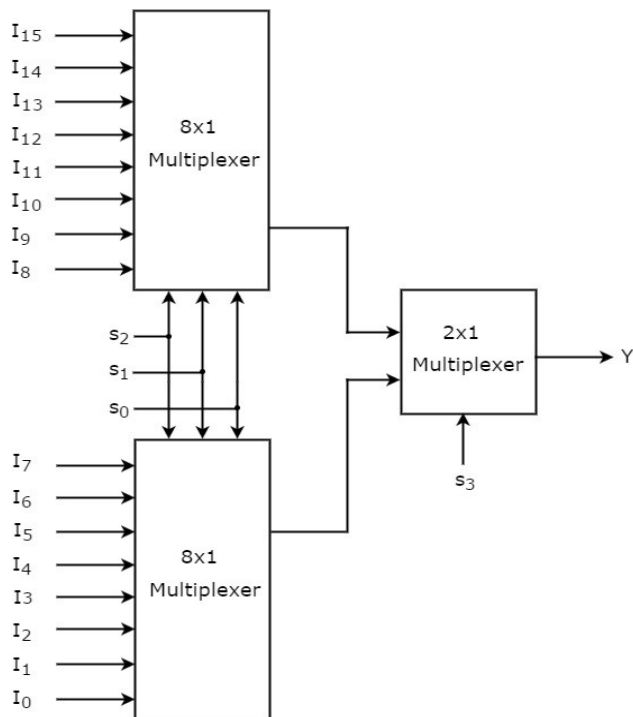 I15
I14
I13
I12
I11
I10
I9
I8
8x1
Multiplexer
s2
s1
s0
2x1
Multiplexer
Y
s3
I7
I6
I5
I4
I3
I2
I1
I0
8x1
Multiplexer